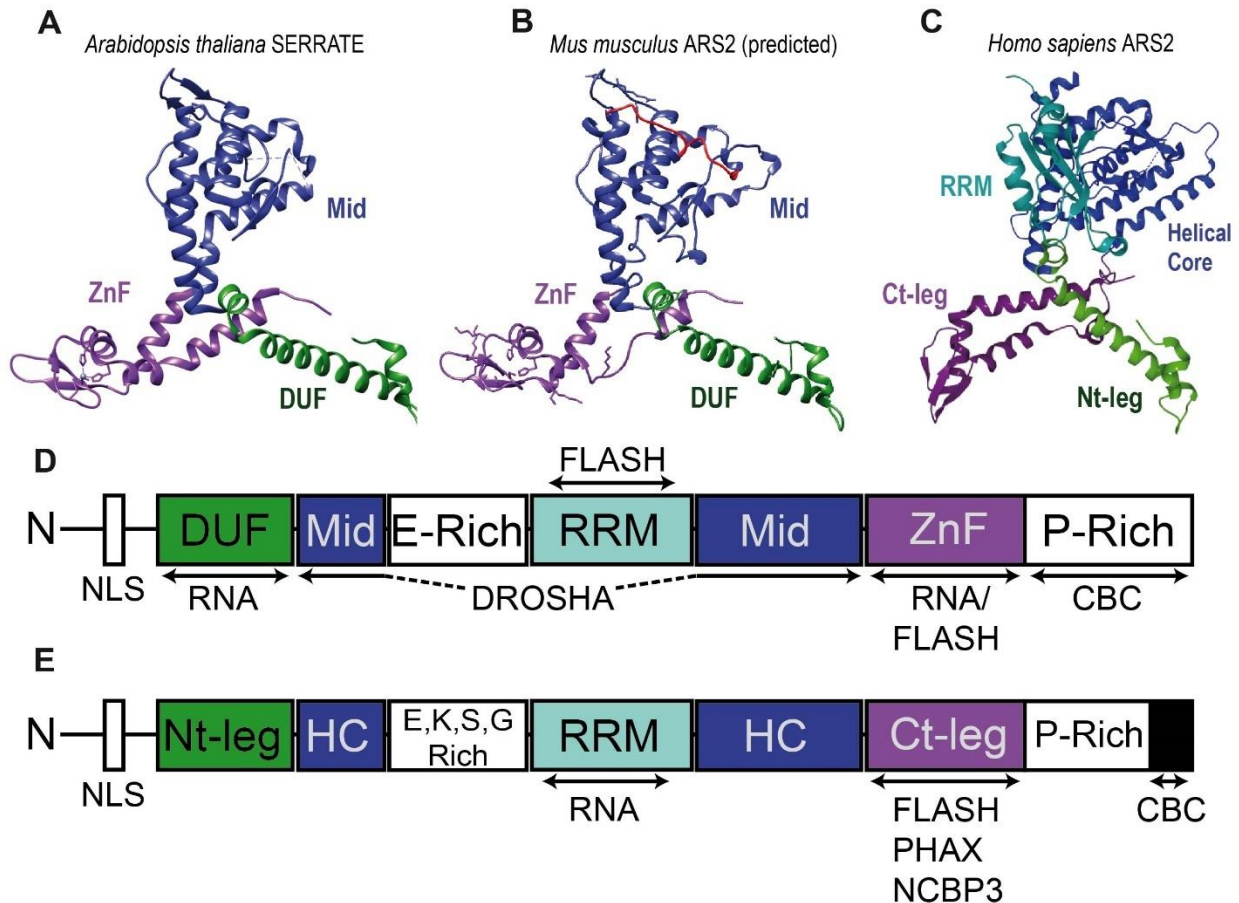 A
Arabidopsis thaliana SERRATE
Mid
ZnF
DUF
B
Mus musculus ARS2 (predicted)
Mid
ZnF
DUF
C
Homo sapiens ARS2
RRM
Helical
Core
Ct-leg
Nt-leg
D
FLASH
N
DUF
Mid
E-Rich
RRM
Mid
ZnF
P-Rich
NLS
RNA
DROSHA
RNA/
FLASH
CBC
E
N
Nt-leg
HC
E,K,S,G
Rich
RRM
HC
Ct-leg
P-Rich
NLS
RNA
FLASH
PHAX
NCBP3
CBC